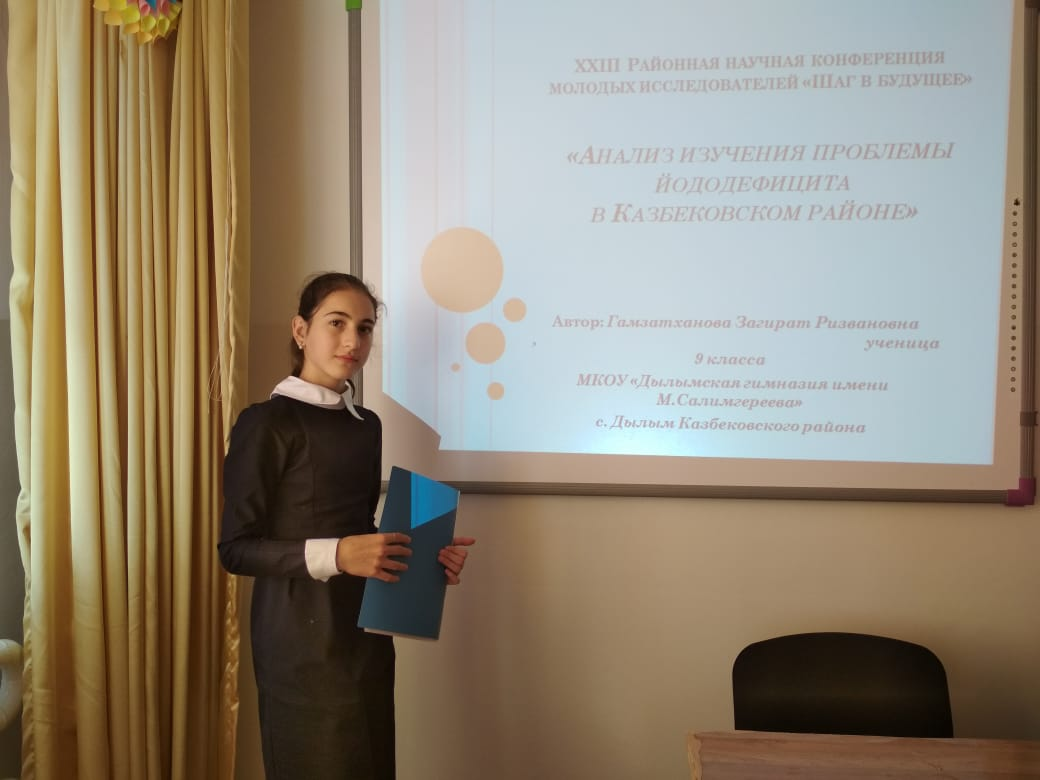 XXIII РАЙОННАЯ НАУЧНАЯ КОНФЕРЕНЦИЯ
МОЛОДЫХ ИССЛЕДОВАТЕЛЕЙ «ШАГ В БУДУЩЕЕ»
«АНАЛИЗ ИЗУЧЕНИЯ ПРОБЛЕМЫ
ЙОДОДЕФИЦИТА
В КАЗБЕКОВСКОМ РАЙОНЕ»
Автор: Гамзатханова Загират Ризвановна
ученица
9 класса
МКОУ «Дылымская гимназия имени
М.Салимгереева»
с. Дылым Казбековского района